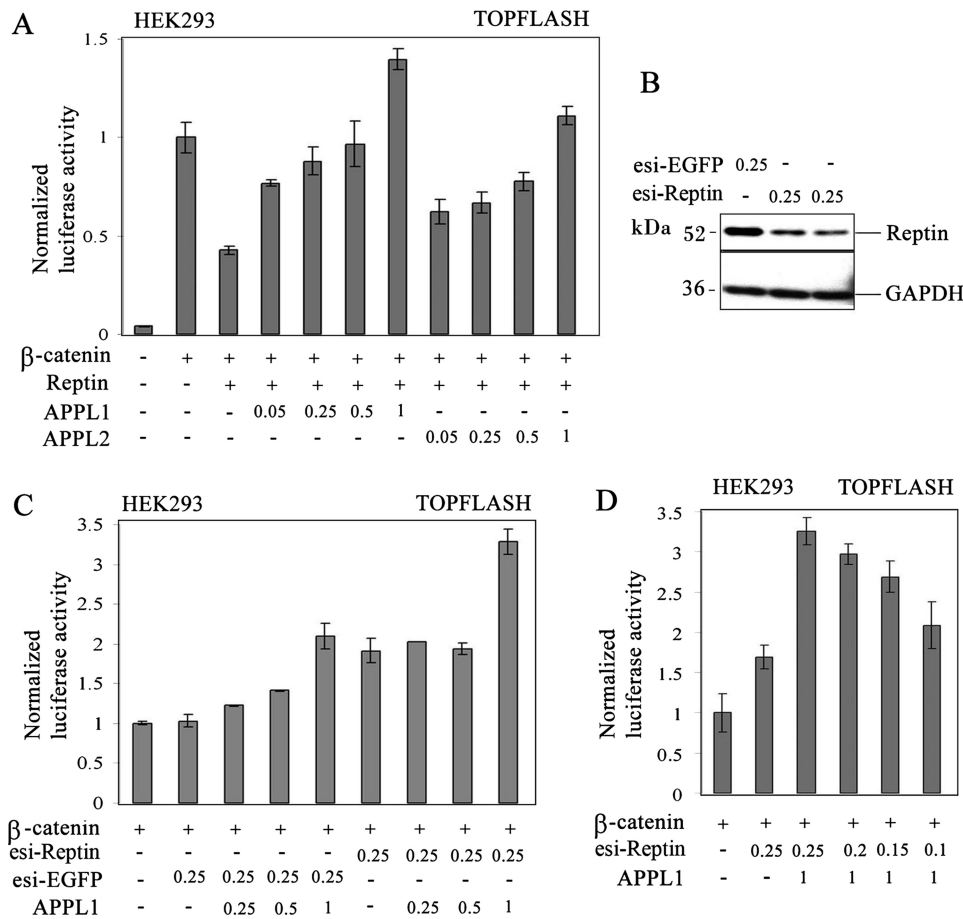 A
HEK293 TOPFLASH
Normalized
luciferase activity
1.5
1
0.5
0
β-catenin - + + + + + + + + + +
Reptin - - + + + + + + + + +
APPL1 - - - 0.05 0.25 0.5 1 - - - -
APPL2 - - - - - - - 0.05 0.25 0.5 1
B
esi-EGFP 0.25 - -
esi-Reptin - 0.25 0.25
kDa 52 - Reptin
36 - GAPDH
C
HEK293 TOPFLASH
Normalized
luciferase activity
3.5
3
2.5
2
1.5
1
0.5
0
β-catenin + + + + + + + + +
esi-Reptin - - - - - 0.25 0.25 0.25 0.25
esi-EGFP - 0.25 0.25 0.25 0.25 - - - -
APPL1 - - 0.25 0.5 1 - 0.25 0.5 1
D
HEK293 TOPFLASH
Normalized
luciferase activity
3.5
3
2.5
2
1.5
1
0.5
0
β-catenin + + + + + +
esi-Reptin - 0.25 0.25 0.2 0.15 0.1
APPL1 - - 1 1 1 1